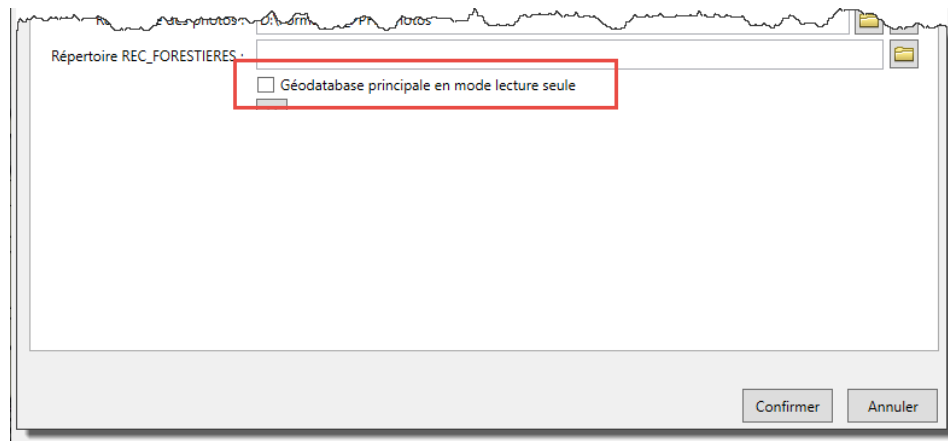 Répertoire REC_FORESTIERES :
Géodatabase principale en mode lecture seule
Confirmer
Annuler